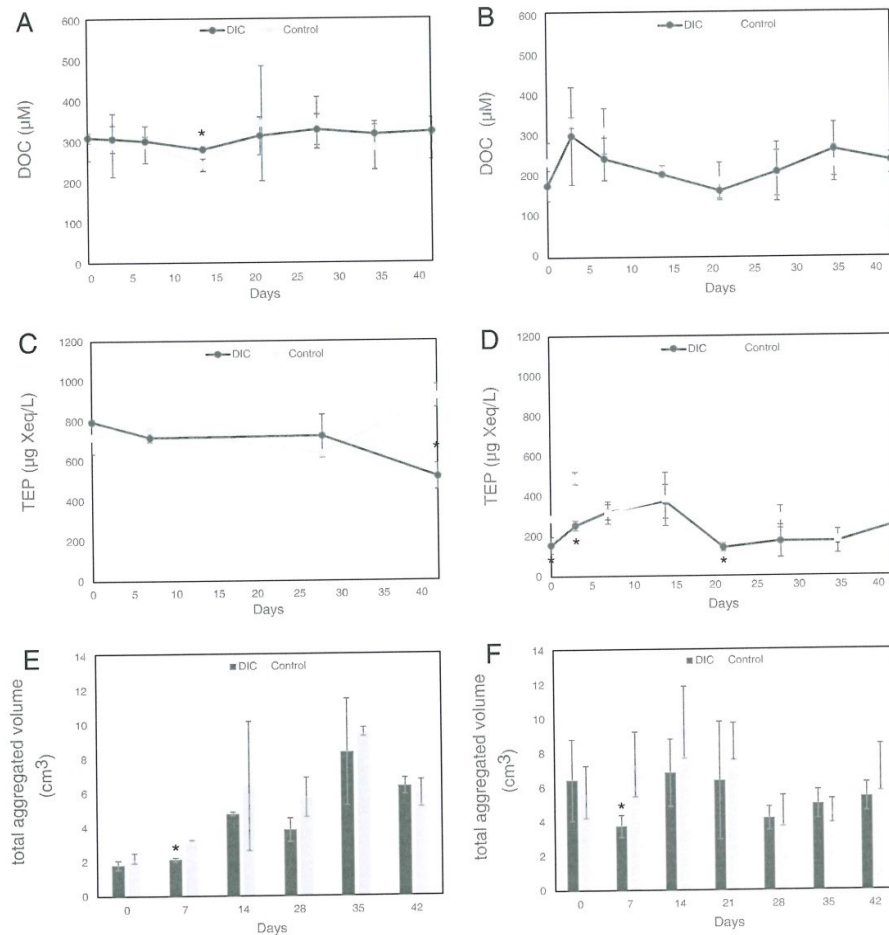 A
DIC Control
600
500
400
300
200
100
0
DOC (µM)
*
0 5 10 15 20 25 30 35 40
Days
B
DIC Control
600
500
400
300
200
100
0
DOC (µM)
0 5 10 15 20 25 30 35 40
Days
C
DIC Control
1200
1000
800
600
400
200
0
TEP (µg Xeq/L)
*
0 5 10 15 20 25 30 35 40
Days
D
DIC Control
1200
1000
800
600
400
200
0
TEP (µg Xeq/L)
* * *
0 5 10 15 20 25 30 35 40
Days
E
DIC Control
14
12
10
8
6
4
2
0
total aggregated volume
(cm3)
*
0 7 14 28 35 42
Days
F
DIC Control
14
12
10
8
6
4
2
0
total aggregated volume
(cm3)
*
0 7 14 21 28 35 42
Days